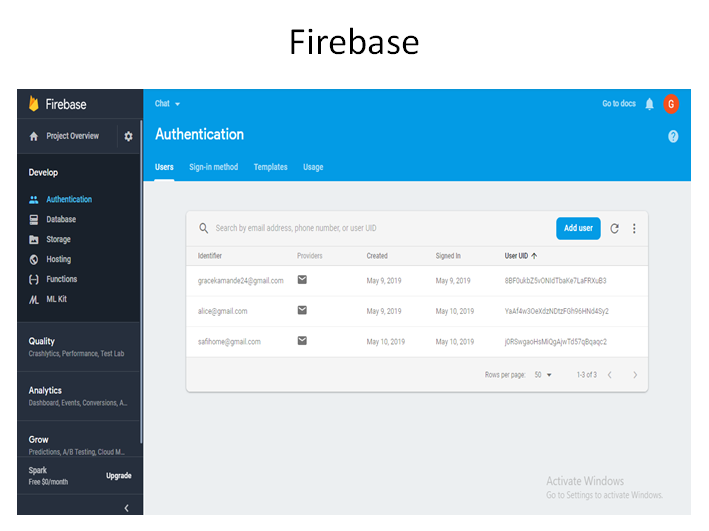 Firebase
Firebase
Chat
Go to docs
G
Project Overview
Authentication
?
Users Sign-in method Templates Usage
Develop
Authentication
Database
Storage
Hosting
Functions
ML Kit
Quality
Crashlytics, Performance, Test Lab
Analytics
Dashboard, Events, Conversions, A...
Grow
Predictions, A/B Testing, Cloud M...
Spark
Free $0/month
Upgrade
Search by email address, phone number, or user UID
Add user
Identifier Providers Created Signed In User UID
gracekamande24@gmail.com May 9, 2019 May 9, 2019 8BF0ukbZ5vONIdTbaKe7LaFRXuB3
alice@gmail.com May 9, 2019 May 10, 2019 YaAf4w3OeXdzNDtzFGh96HNd4Sy2
safihome@gmail.com May 10, 2019 May 10, 2019 j0RSwgaoHsMiQgAjwTd57qBqaqc2
Rows per page: 50 1-3 of 3
Activate Windows
Go to Settings to activate Windows.